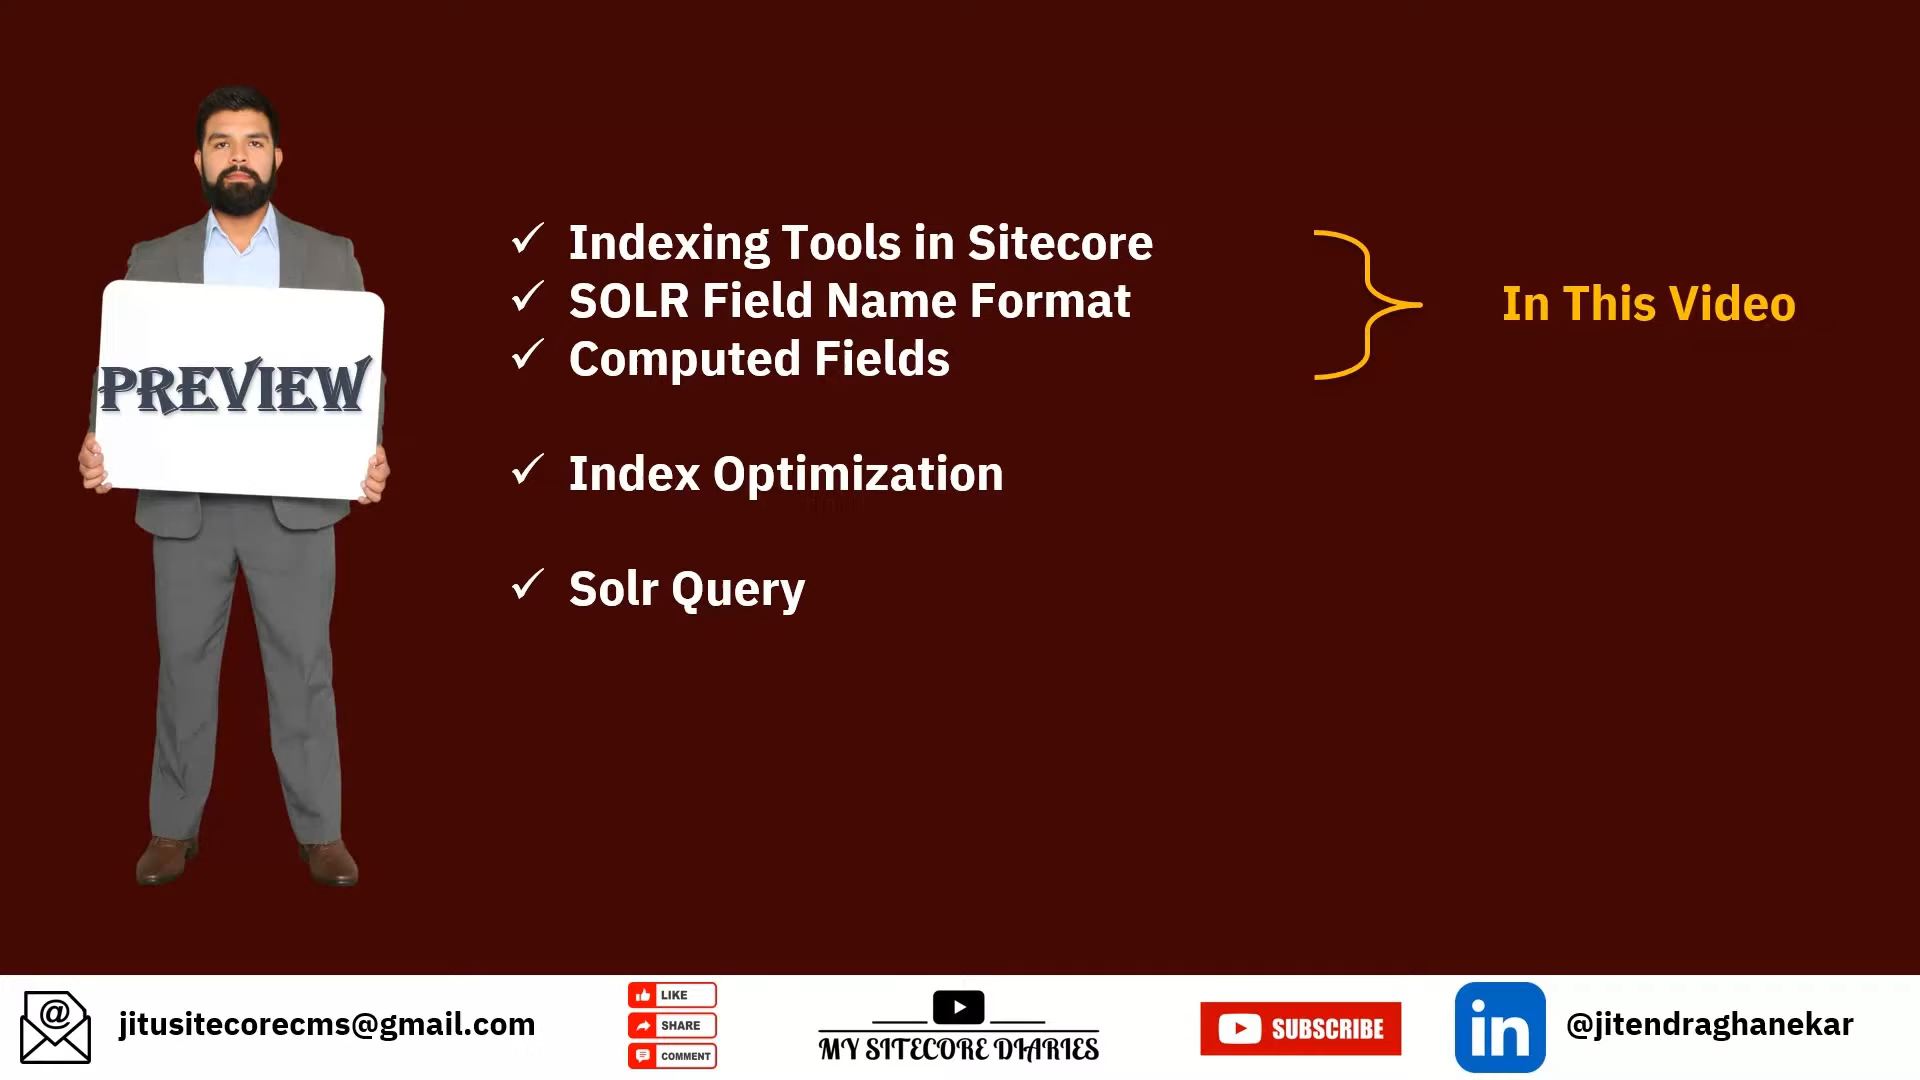 PREVIEW
✓ Indexing Tools in Sitecore
✓ SOLR Field Name Format
✓ Computed Fields
In This Video
✓ Index Optimization
✓ Solr Query
@
jitusitecorecms@gmail.com
LIKE
SHARE
COMMENT
MY SITECORE DIARIES
SUBSCRIBE
in
@jitendraghanekar